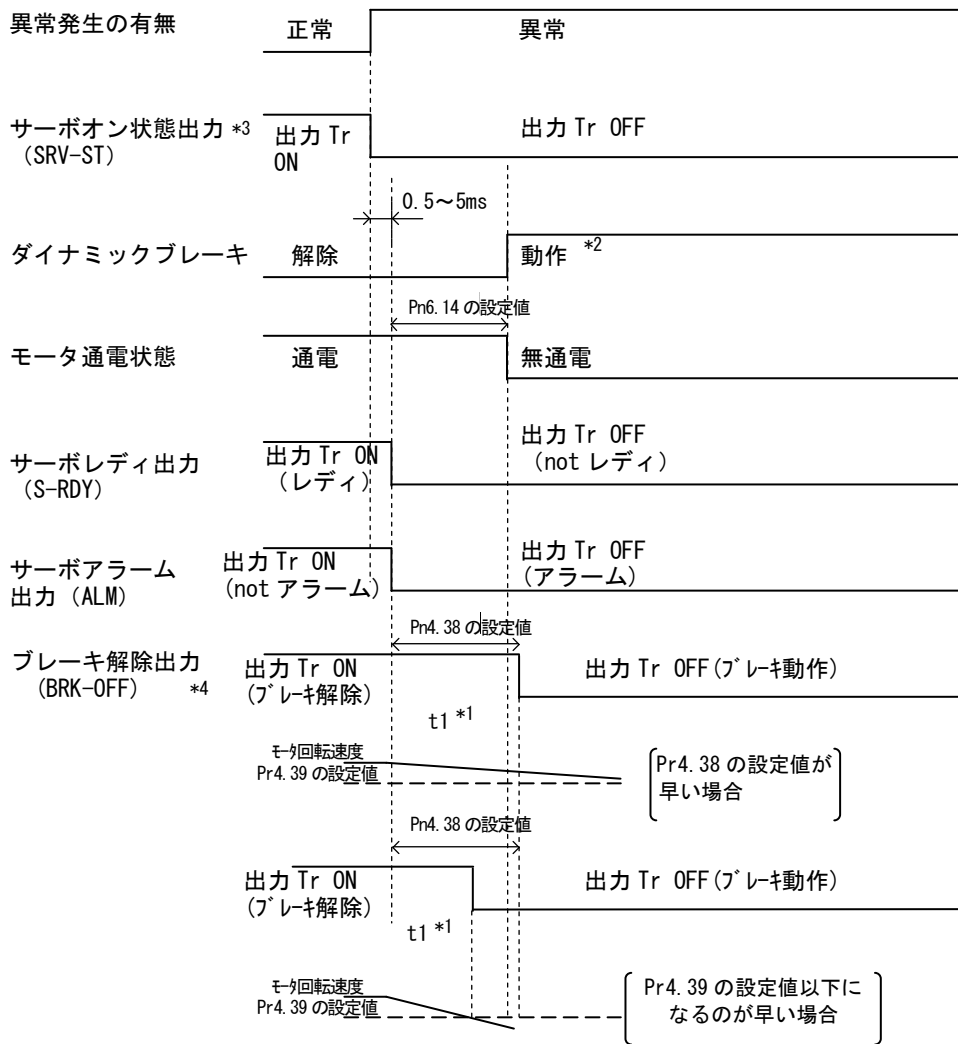 異常発生の有無
正常
異常
サーボオン状態出力 *3
(SRV-ST)
出力 Tr
ON
出力 Tr OFF
0.5～5ms
ダイナミックブレーキ
解除
動作 *2
Pn6.14 の設定値
モータ通電状態
通電
無通電
サーボレディ出力
(S-RDY)
出力 Tr ON
(レディ)
出力 Tr OFF
(not レディ)
サーボアラーム
出力 (ALM)
出力 Tr ON
(not アラーム)
出力 Tr OFF
(アラーム)
Pn4.38 の設定値
ブレーキ解除出力
(BRK-OFF) *4
出力 Tr ON
(ﾌﾞﾚｰｷ解除)
出力 Tr OFF(ﾌﾞﾚｰｷ動作)
t1 *1
ﾓｰﾀ回転速度
Pr4.39 の設定値
Pr4.38 の設定値が
早い場合
Pn4.38 の設定値
出力 Tr ON
(ﾌﾞﾚｰｷ解除)
出力 Tr OFF(ﾌﾞﾚｰｷ動作)
t1 *1
ﾓｰﾀ回転速度
Pr4.39 の設定値
Pr4.39 の設定値以下に
なるのが早い場合